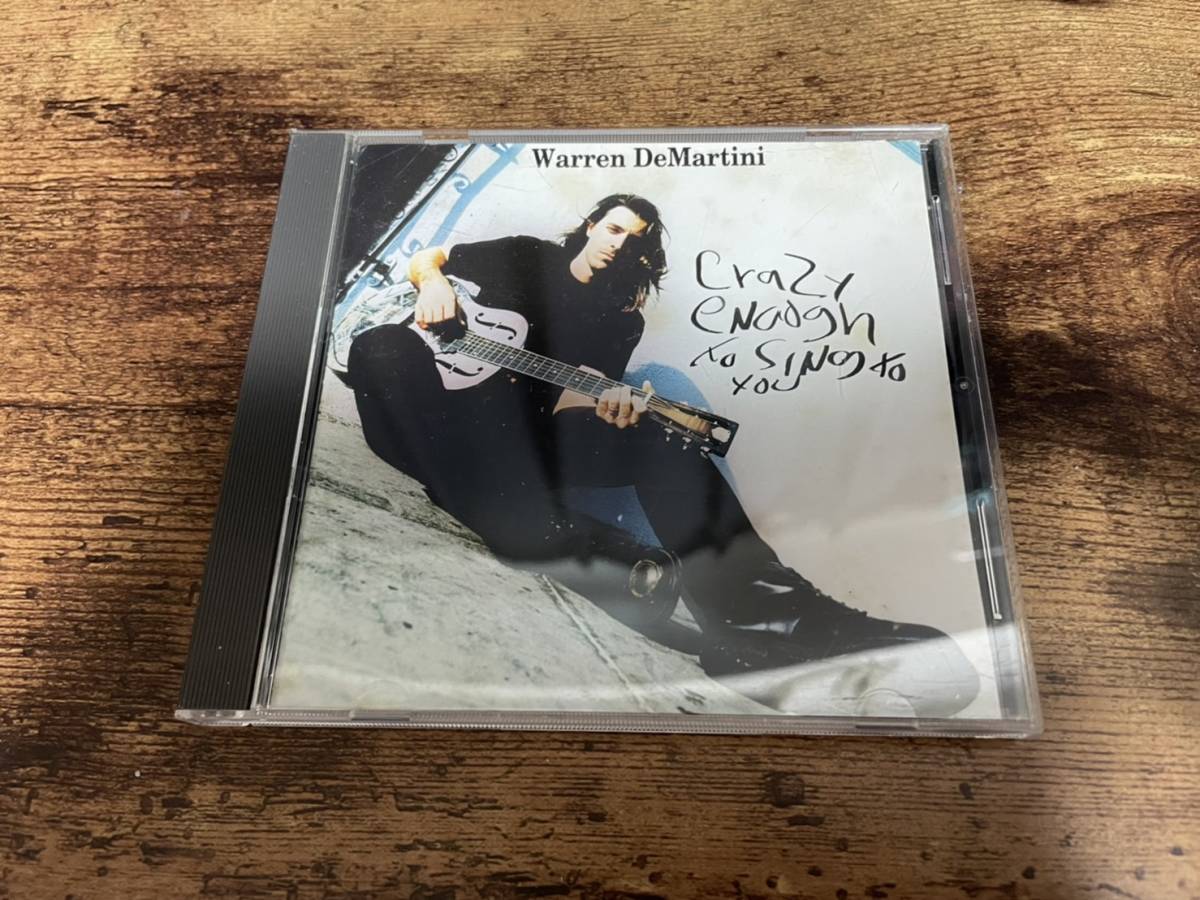 Warren DeMartini
Crazy
enough
to SiNg to
you